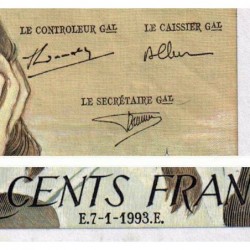 LE CONTROLEUR GAL LE CAISSIER GAL
LE SECRÉTAIRE GAL
CENTS FRAN
E.7-1-1993.E.